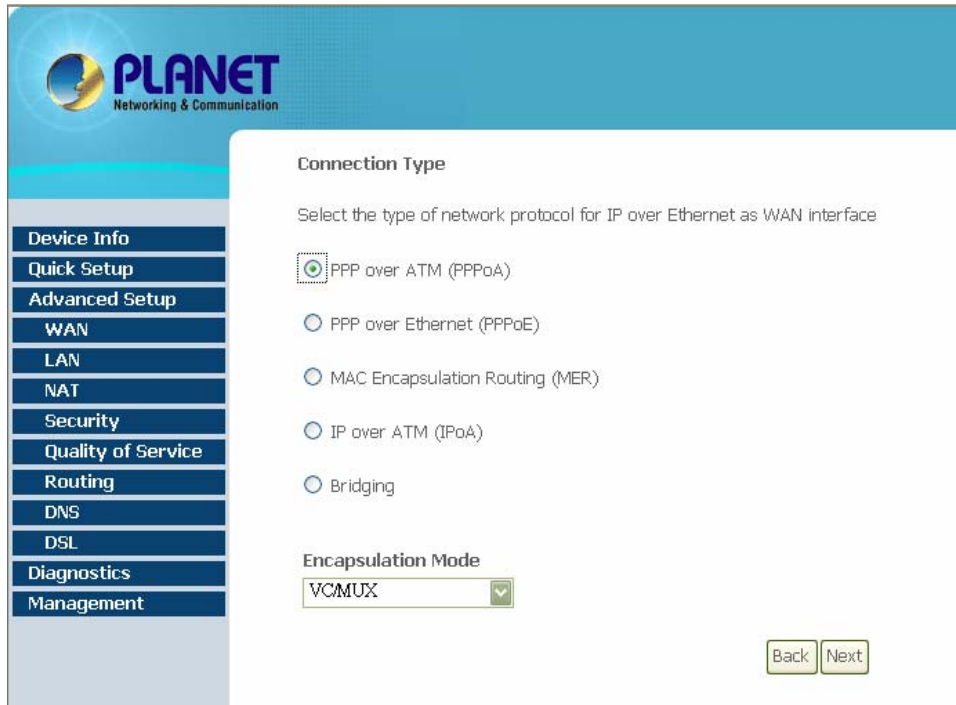 PLANET
Networking & Communication
Device Info
Quick Setup
Advanced Setup
WAN
LAN
NAT
Security
Quality of Service
Routing
DNS
DSL
Diagnostics
Management
Connection Type
Select the type of network protocol for IP over Ethernet as WAN interface
PPP over ATM (PPPoA)
PPP over Ethernet (PPPoE)
MAC Encapsulation Routing (MER)
IP over ATM (IPoA)
Bridging
Encapsulation Mode
VC/MUX
Back Next